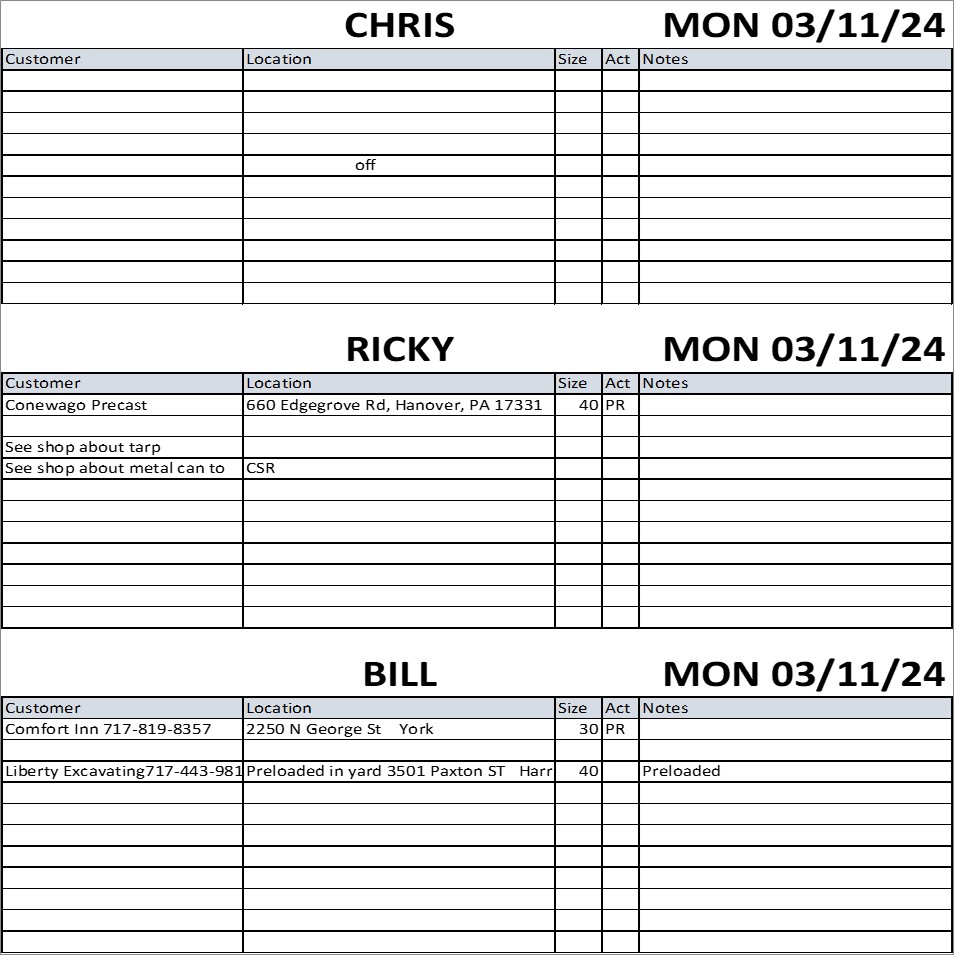 CHRIS MON 03/11/24
Customer Location Size Act Notes
off
RICKY MON 03/11/24
Customer Location Size Act Notes
Conewago Precast 660 Edgegrove Rd, Hanover, PA 17331 40 PR
See shop about tarp
See shop about metal can to CSR
BILL MON 03/11/24
Customer Location Size Act Notes
Comfort Inn 717-819-8357 2250 N George St York 30 PR
Liberty Excavating717-443-981 Preloaded in yard 3501 Paxton ST Harr 40 Preloaded